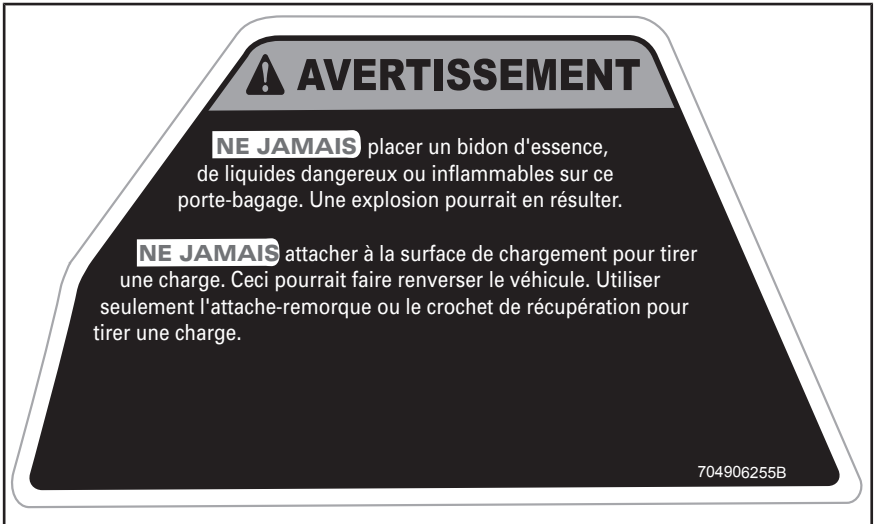 AVERTISSEMENT
NE JAMAIS placer un bidon d'essence,
de liquides dangereux ou inflammables sur ce
porte-bagage. Une explosion pourrait en résulter.
NE JAMAIS attacher à la surface de chargement pour tirer
une charge. Ceci pourrait faire renverser le véhicule. Utiliser
seulement l'attache-remorque ou le crochet de récupération pour
tirer une charge.
704906255B